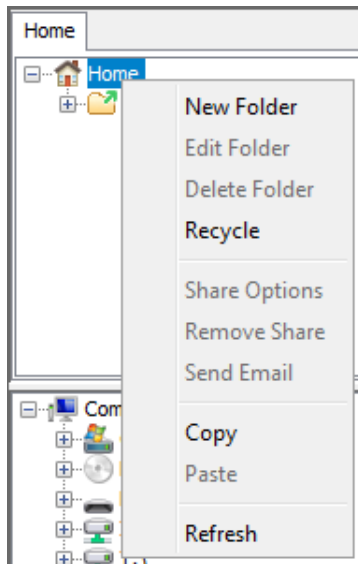 Home
Home
New Folder
Edit Folder
Delete Folder
Recycle
Share Options
Remove Share
Send Email
Copy
Paste
Refresh
Com